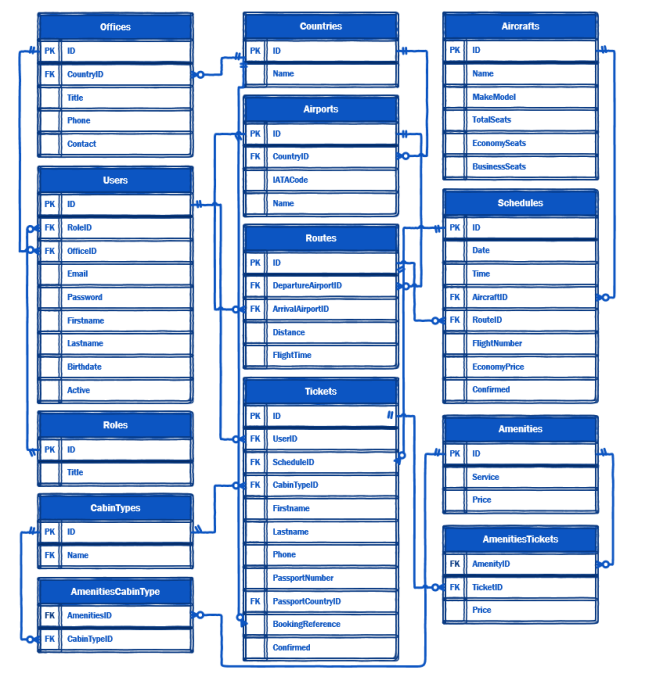 Offices
PK ID
FK CountryID
Title
Phone
Contact
Users
PK ID
FK RoleID
FK OfficeID
Email
Password
Firstname
Lastname
Birthdate
Active
Roles
PK ID
Title
CabinTypes
PK ID
FK Name
AmenitiesCabinType
FK AmenitiesID
FK CabinTypeID
Countries
PK ID
Name
Airports
PK ID
FK CountryID
IATACode
Name
Routes
PK ID
FK DepartureAirportID
FK ArrivalAirportID
Distance
FlightTime
Tickets
PK ID
FK UserID
FK ScheduleID
FK CabinTypeID
Firstname
Lastname
Phone
PassportNumber
FK PassportCountryID
BookingReference
Confirmed
Aircrafts
PK ID
Name
MakeModel
TotalSeats
EconomySeats
BusinessSeats
Schedules
PK ID
Date
Time
FK AircraftID
FK RouteID
FlightNumber
EconomyPrice
Confirmed
Amenities
PK ID
Service
Price
AmenitiesTickets
FK AmenityID
FK TicketID
Price